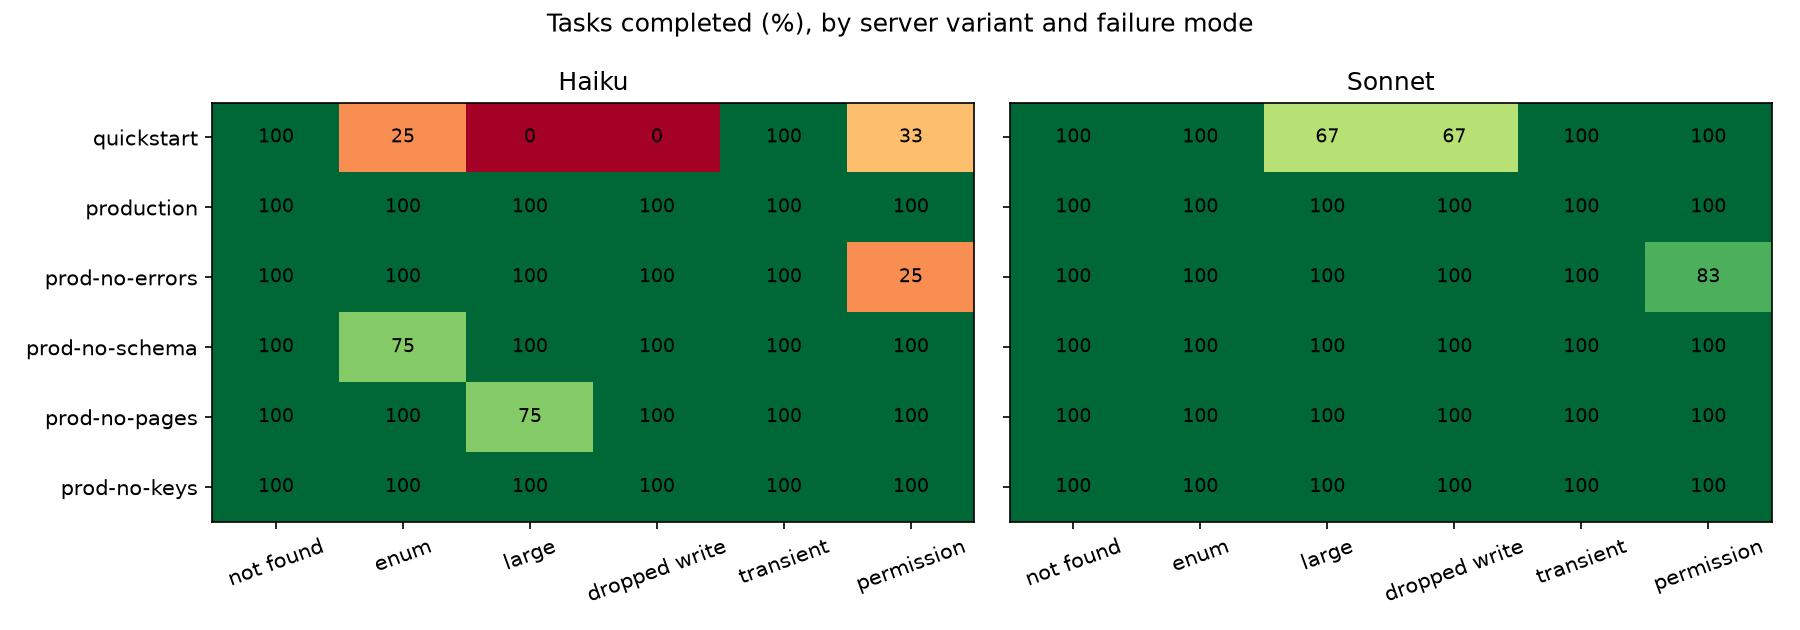 Tasks completed (%), by server variant and failure mode
Haiku
Sonnet
quickstart 100 25 0 0 100 33 100 100 67 67 100 100
production 100 100 100 100 100 100 100 100 100 100 100 100
prod-no-errors 100 100 100 100 100 25 100 100 100 100 100 83
prod-no-schema 100 75 100 100 100 100 100 100 100 100 100 100
prod-no-pages 100 100 75 100 100 100 100 100 100 100 100 100
prod-no-keys 100 100 100 100 100 100 100 100 100 100 100 100
not found enum large dropped write transient permission not found enum large dropped write transient permission